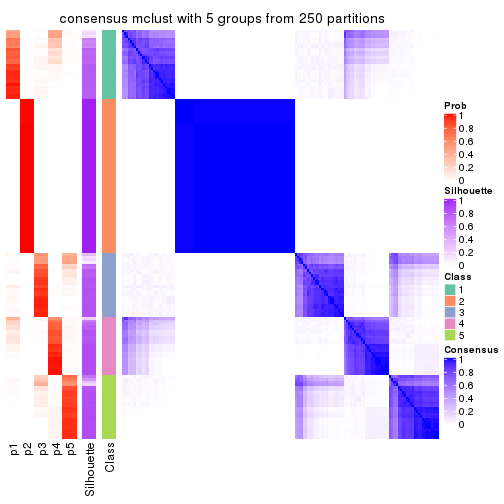 consensus mclust with 5 groups from 250 partitions
Prob
1
0.8
0.6
0.4
0.2
0
Silhouette
1
0.8
0.6
0.4
0.2
0
Class
1
2
3
4
5
Consensus
1
0.8
0.6
0.4
0.2
0
p1
p2
p3
p4
p5
Silhouette
Class